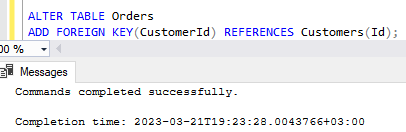 ALTER TABLE Orders
ADD FOREIGN KEY(CustomerId) REFERENCES Customers(Id);
00 %
Messages
Commands completed successfully.
Completion time: 2023-03-21T19:23:28.0043766+03:00